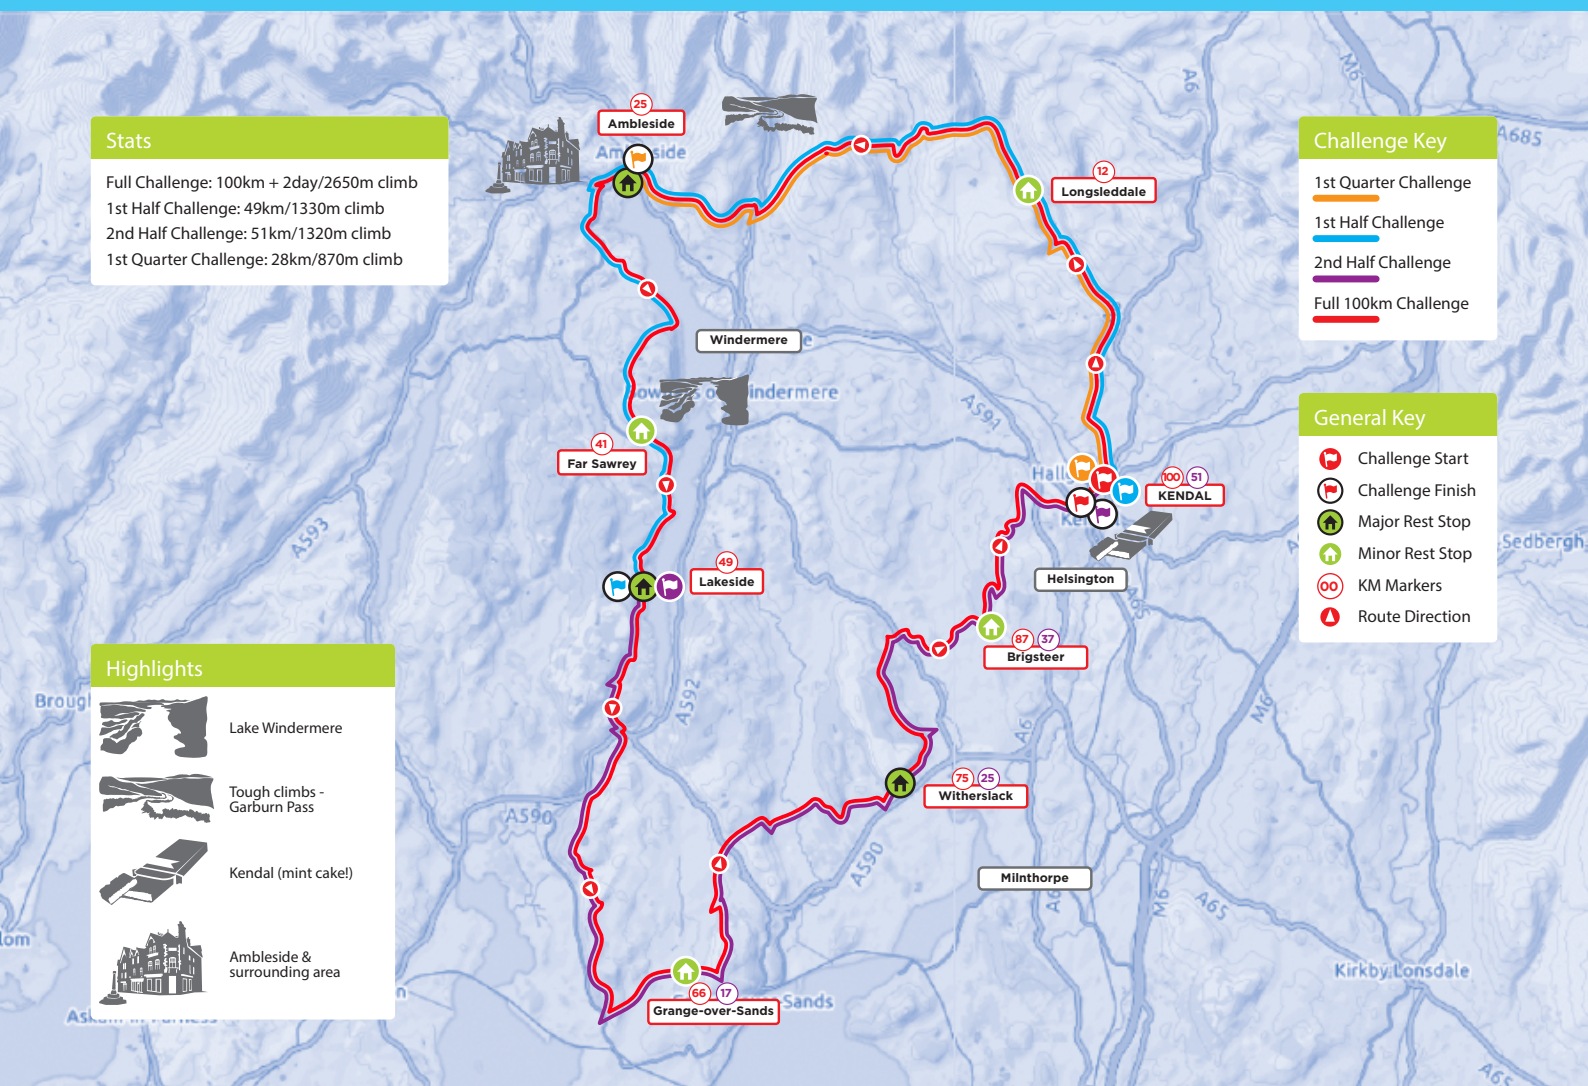 Stats
Full Challenge: 100km + 2day/2650m climb
1st Half Challenge: 49km/1330m climb
2nd Half Challenge: 51km/1320m climb
1st Quarter Challenge: 28km/870m climb
25
Ambleside
12
Longsleddale
Windermere
41
Far Sawrey
100 51
KENDAL
49
Lakeside
Helsington
87 37
Brigsteer
75 25
Witherslack
Milnthorpe
66 17
Grange-over-Sands
Challenge Key
1st Quarter Challenge
1st Half Challenge
2nd Half Challenge
Full 100km Challenge
General Key
Challenge Start
Challenge Finish
Major Rest Stop
Minor Rest Stop
00 KM Markers
Route Direction
Highlights
Lake Windermere
Tough climbs -
Garburn Pass
Kendal (mint cake!)
Ambleside &
surrounding area
M6
A6
A685
A591
A593
A592
A590
A590
A6
M6
M6
A65
A65
Sedbergh
Kirkby Lonsdale
Sands